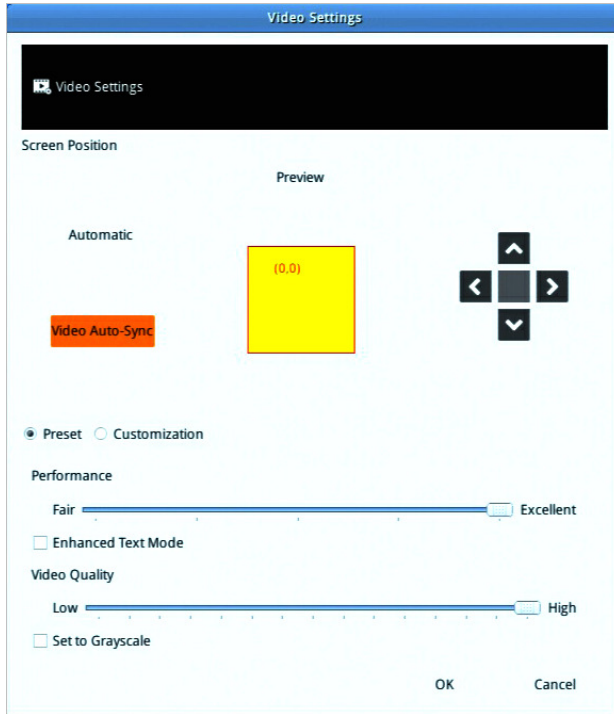 Video Settings
Video Settings
Screen Position
Preview
Automatic
(0,0)
Video Auto-Sync
Preset Customization
Performance
Fair Excellent
Enhanced Text Mode
Video Quality
Low High
Set to Grayscale
OK Cancel